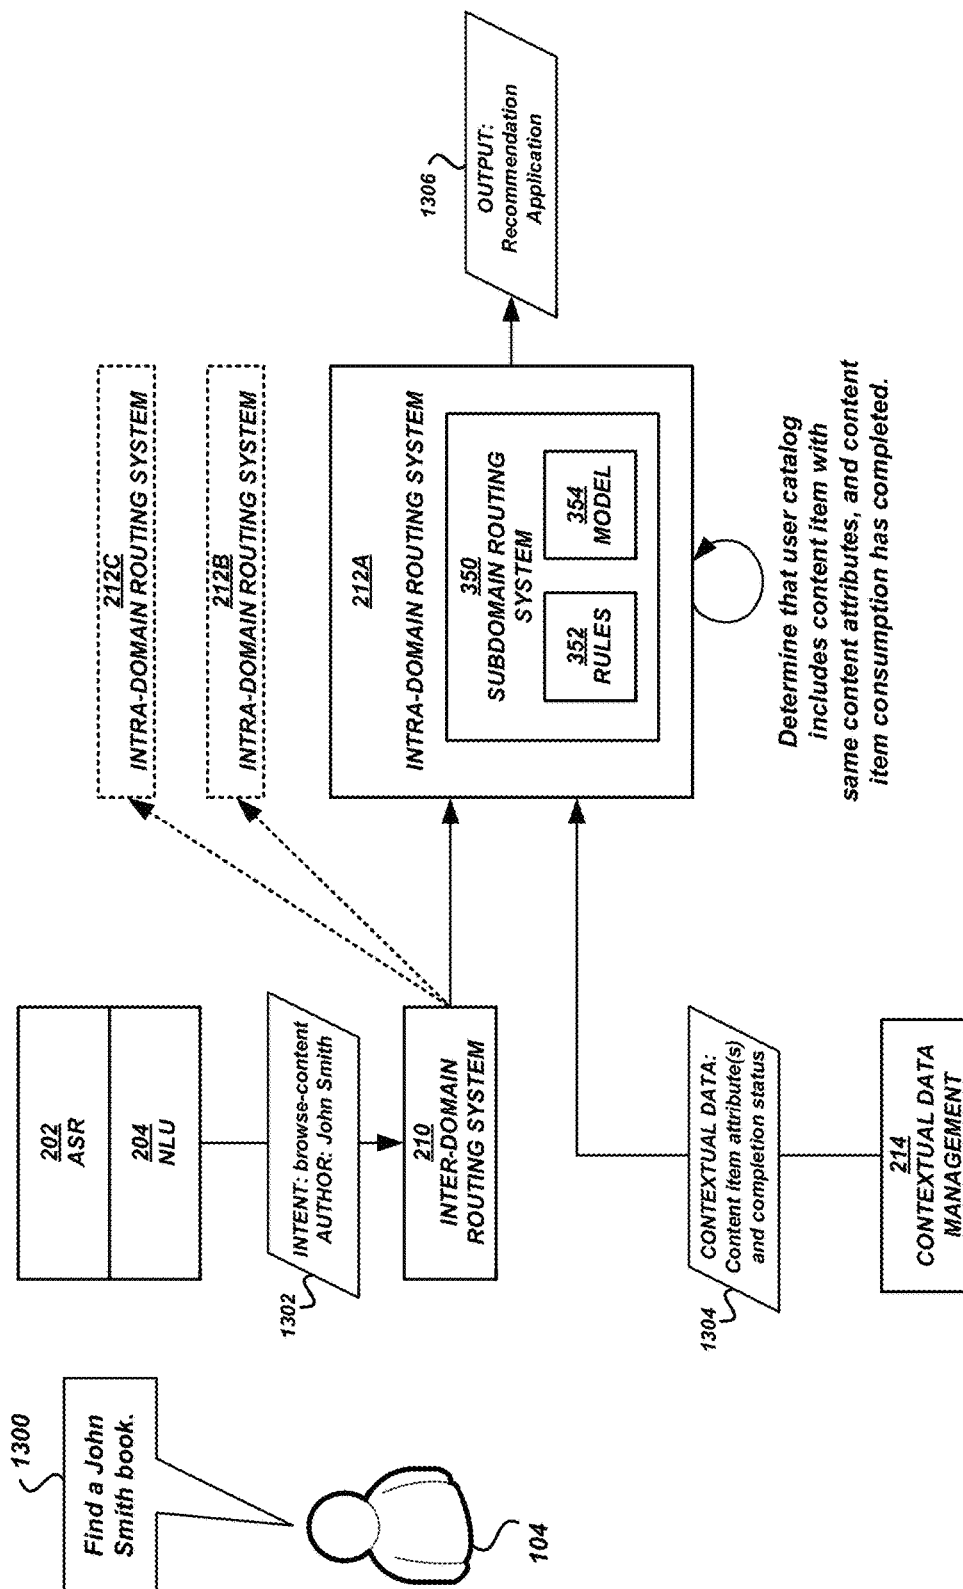 1300
Find a John
Smith book.
104
202
ASR
204
NLU
1302
INTENT: browse-content
AUTHOR: John Smith
210
INTER-DOMAIN
ROUTING SYSTEM
1304
CONTEXTUAL DATA:
Content item attribute(s)
and completion status
214
CONTEXTUAL DATA
MANAGEMENT
212C
INTRA-DOMAIN ROUTING SYSTEM
212B
INTRA-DOMAIN ROUTING SYSTEM
212A
INTRA-DOMAIN ROUTING SYSTEM
350
SUBDOMAIN ROUTING
SYSTEM
352
RULES
354
MODEL
Determine that user catalog
includes content item with
same content attributes, and content
item consumption has completed.
1306
OUTPUT:
Recommendation
Application